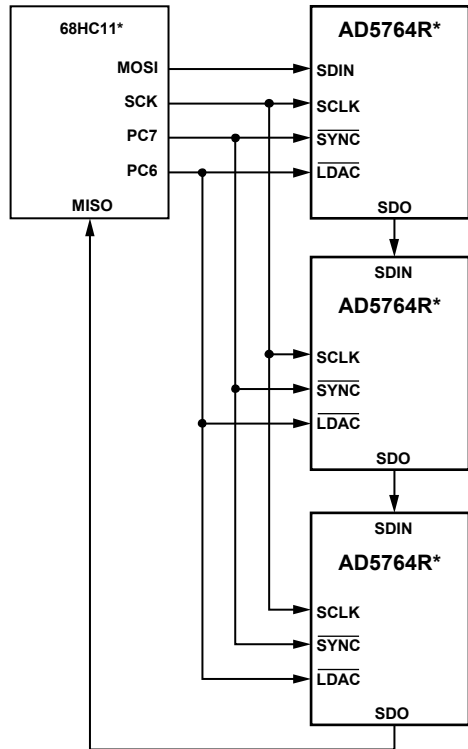 68HC11*
MOSI
SCK
PC7
PC6
MISO
AD5764R*
SDIN
SCLK
SYNC
LDAC
SDO
SDIN
AD5764R*
SCLK
SYNC
LDAC
SDO
SDIN
AD5764R*
SCLK
SYNC
LDAC
SDO